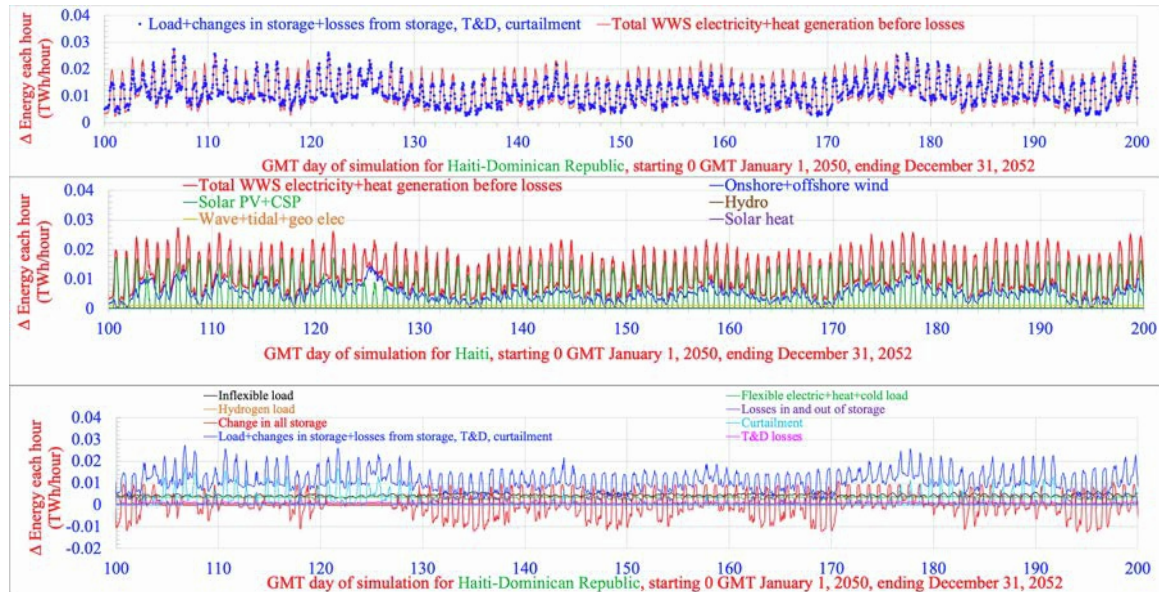 Load+changes in storage+losses from storage, T&D, curtailment Total WWS electricity+heat generation before losses
Δ Energy each hour
(TWh/hour)
0.04
0.03
0.02
0.01
0
100 110 120 130 140 150 160 170 180 190 200
GMT day of simulation for Haiti-Dominican Republic, starting 0 GMT January 1, 2050, ending December 31, 2052
Total WWS electricity+heat generation before losses Onshore+offshore wind
Solar PV+CSP Hydro
Wave+tidal+geo elec Solar heat
Δ Energy each hour
(TWh/hour)
0.04
0.03
0.02
0.01
0
100 110 120 130 140 150 160 170 180 190 200
GMT day of simulation for Haiti, starting 0 GMT January 1, 2050, ending December 31, 2052
Inflexible load Flexible electric+heat+cold load
Hydrogen load Losses in and out of storage
Change in all storage Curtailment
Load+changes in storage+losses from storage, T&D, curtailment T&D losses
Δ Energy each hour
(TWh/hour)
0.04
0.03
0.02
0.01
0
-0.01
-0.02
100 110 120 130 140 150 160 170 180 190 200
GMT day of simulation for Haiti-Dominican Republic, starting 0 GMT January 1, 2050, ending December 31, 2052